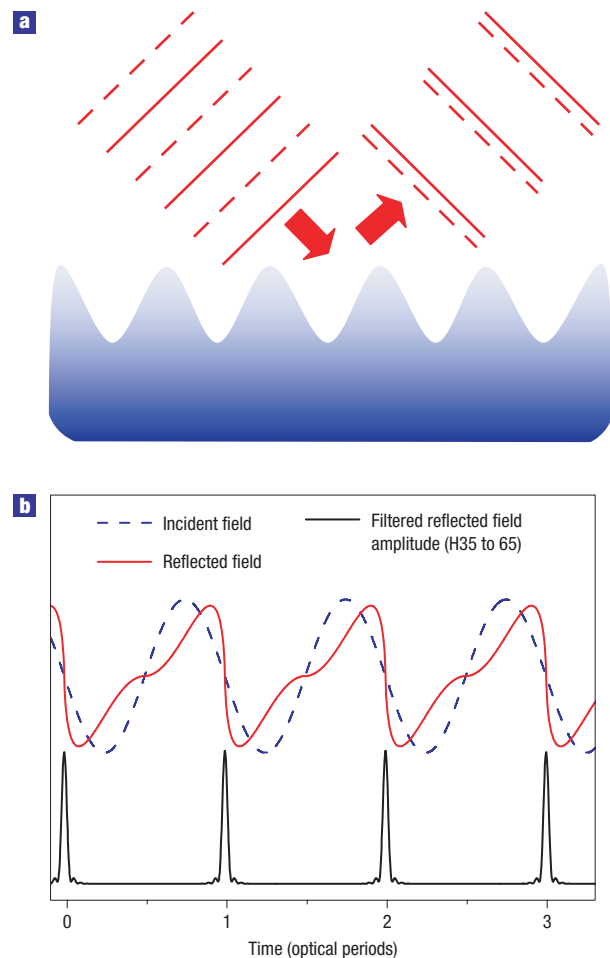 a
b
Incident field
Reflected field
Filtered reflected field
amplitude (H35 to 65)
0 1 2 3
Time (optical periods)